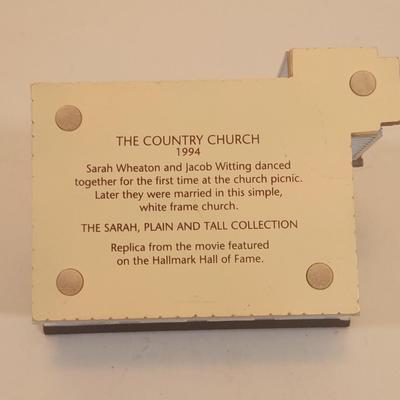 THE COUNTRY CHURCH
1994
Sarah Wheaton and Jacob Witting danced
together for the first time at the church picnic.
Later they were married in this simple,
white frame church.
THE SARAH, PLAIN AND TALL COLLECTION
Replica from the movie featured
on the Hallmark Hall of Fame.